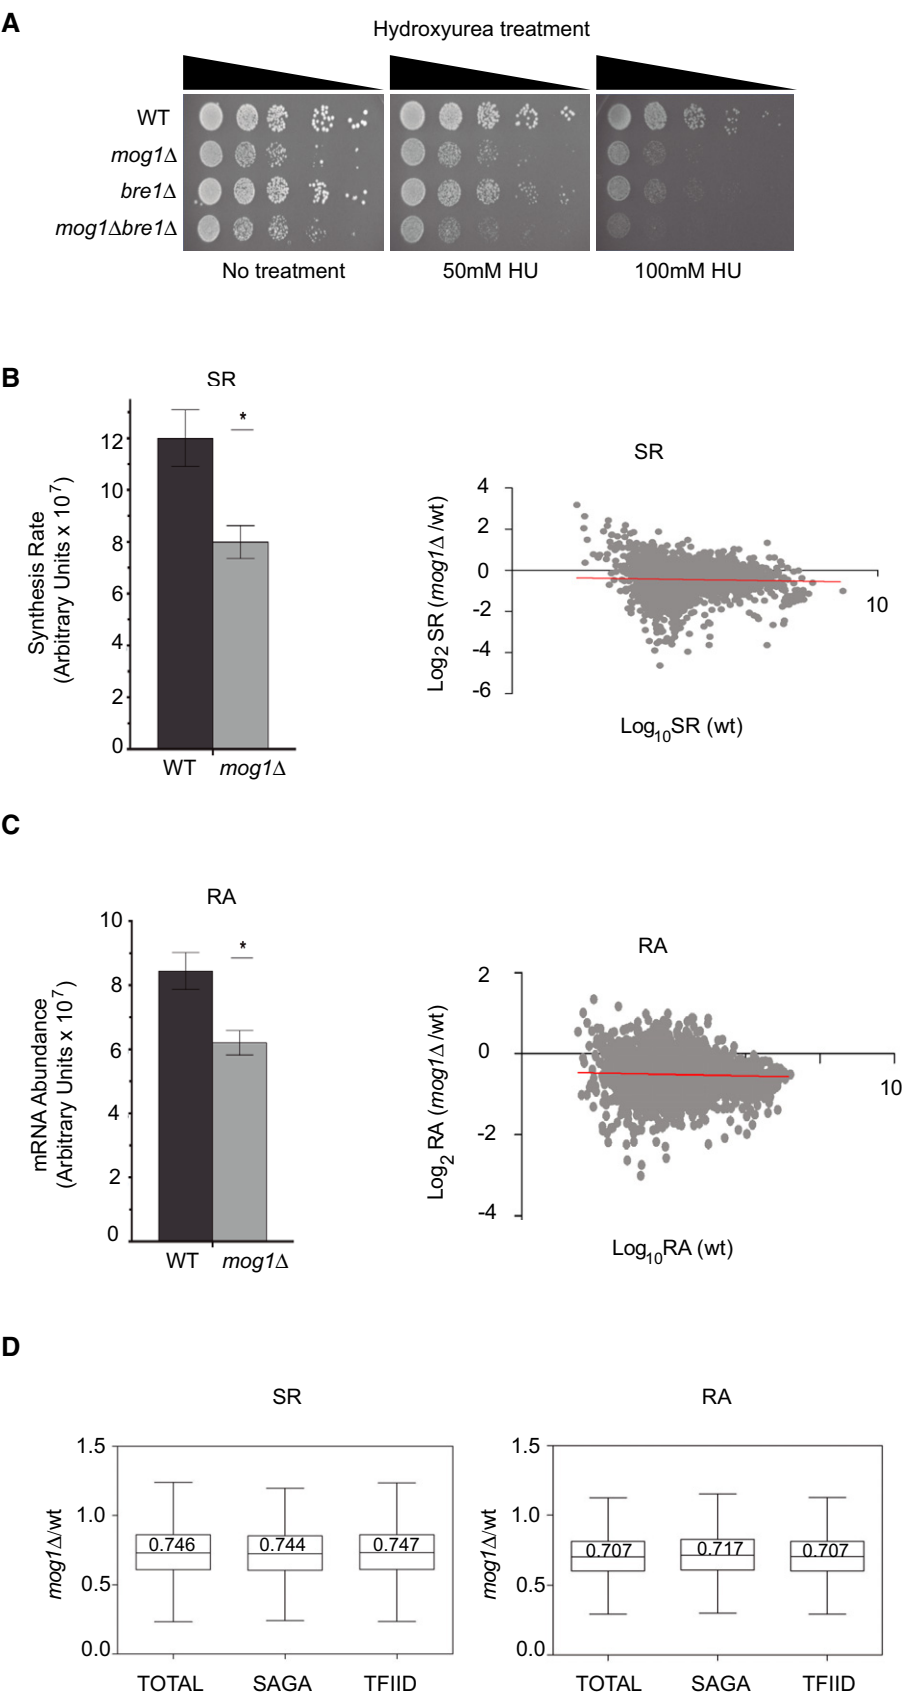 A
Hydroxyurea treatment
WT
mog1Δ
bre1Δ
mog1Δbre1Δ
No treatment 50mM HU 100mM HU
B
SR
Synthesis Rate
(Arbitrary Units x 10⁷)
12
10
8
6
4
2
0
*
WT mog1Δ
SR
Log₂ SR (mog1Δ/wt)
4
2
0
-2
-4
-6
10
Log₁₀SR (wt)
C
RA
mRNA Abundance
(Arbitrary Units x 10⁷)
10
8
6
4
2
0
*
WT mog1Δ
RA
Log₂ RA (mog1Δ/wt)
2
0
-2
-4
10
Log₁₀RA (wt)
D
SR
mog1Δ/wt
1.5
1.0
0.5
0.0
0.746 0.744 0.747
TOTAL SAGA TFIID
RA
mog1Δ/wt
1.5
1.0
0.5
0.0
0.707 0.717 0.707
TOTAL SAGA TFIID